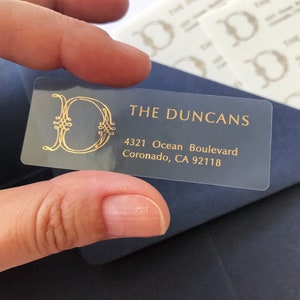 D
THE DUNCANS
4321 Ocean Boulevard
Coronado, CA 92118